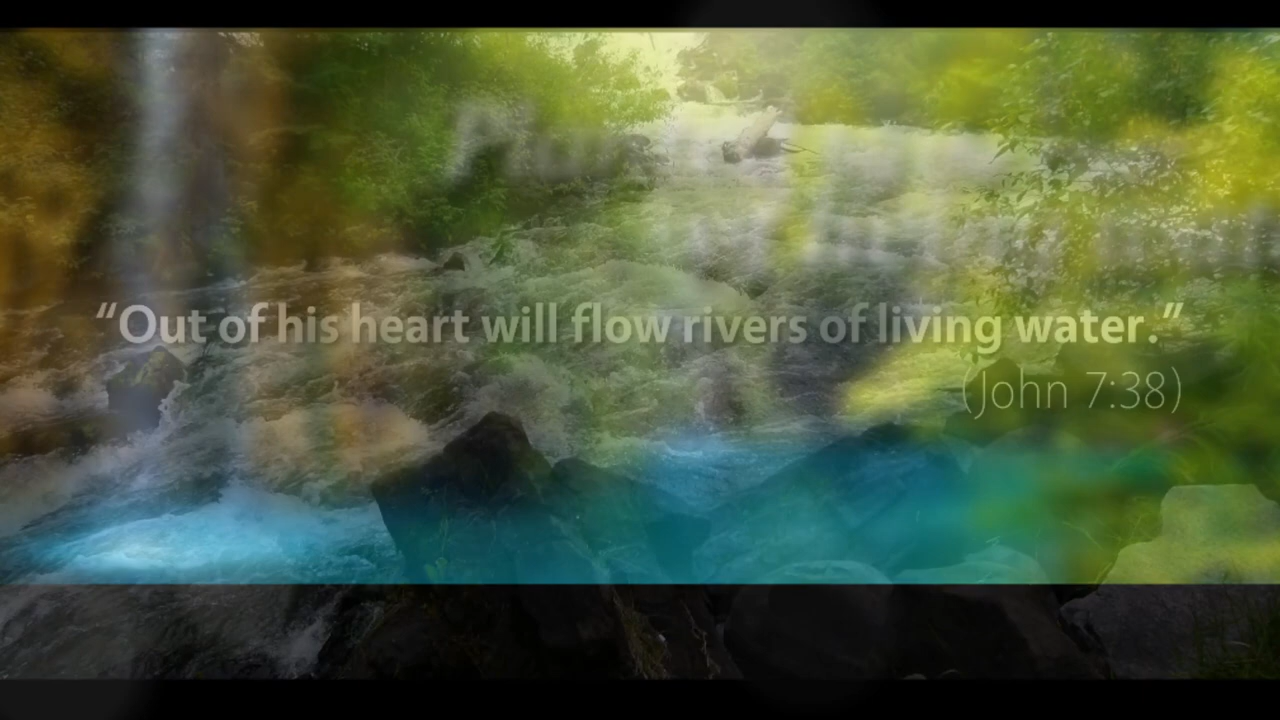 “Out of his heart will flow rivers of living water.”
(John 7:38)